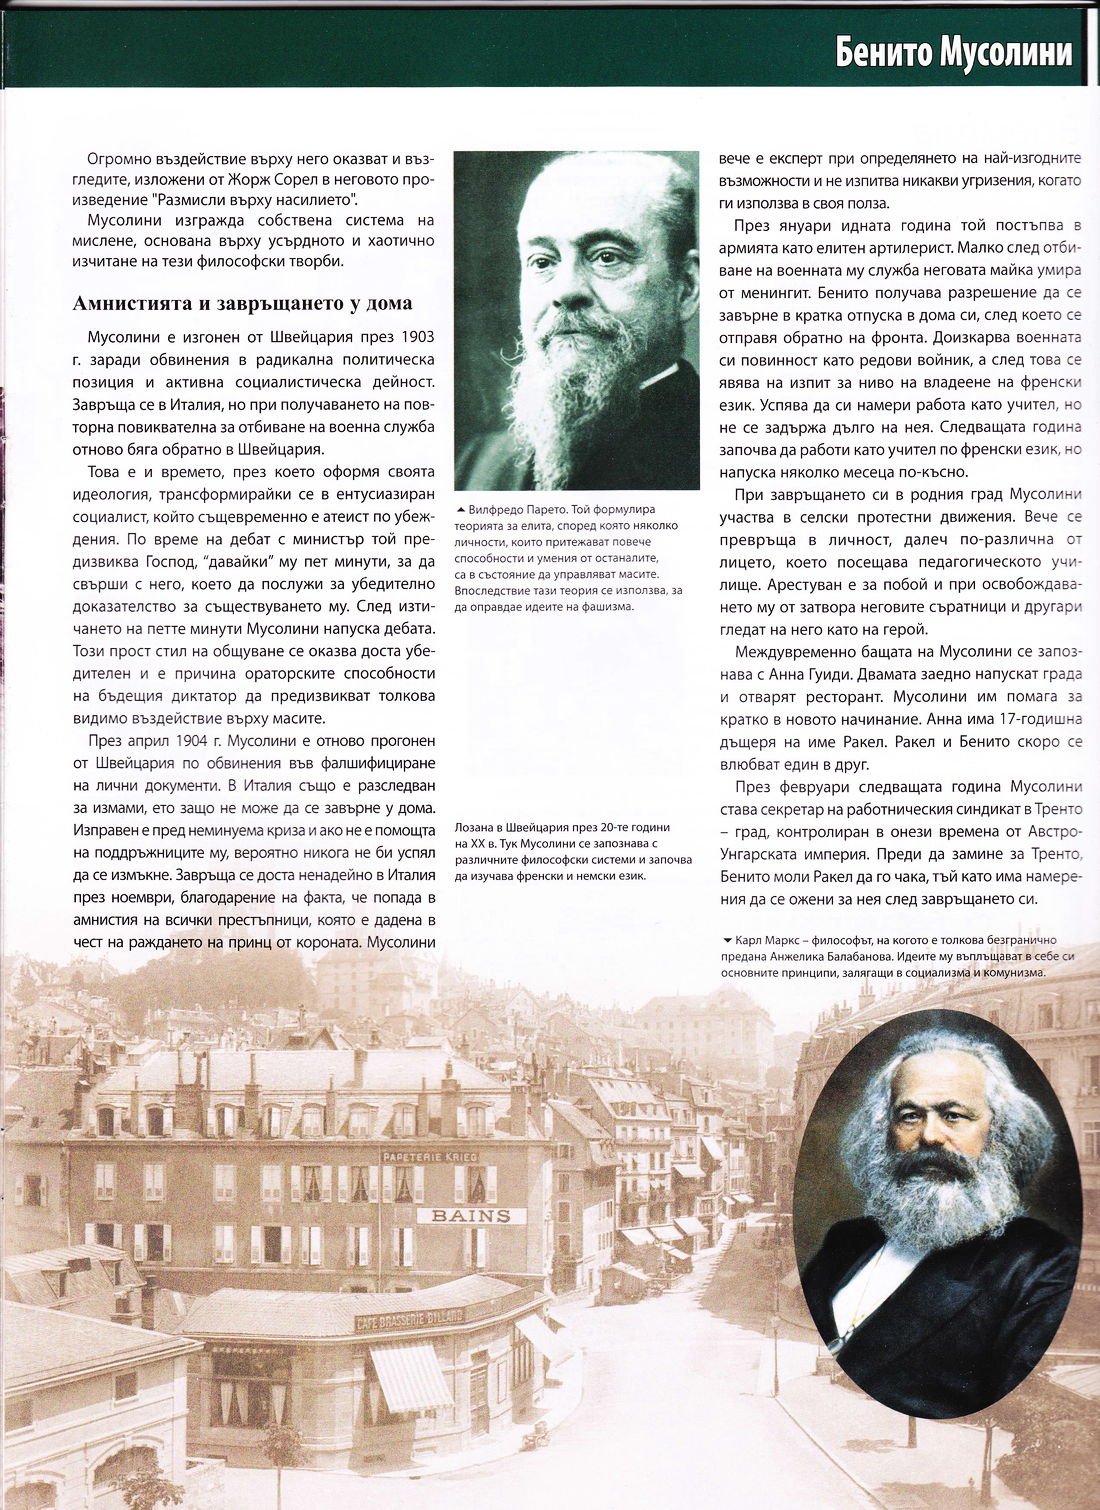 Бенито Мусолини
Огромно въздействие върху него оказват и въз-
гледите, изложени от Жорж Сорел в неговото про-
изведение "Размисли върху насилието".
Мусолини изгражда собствена система на
мислене, основана върху усърдното и хаотично
изчитане на тези философски творби.
Амнистията и завръщането у дома
Мусолини е изгонен от Швейцария през 1903
г. заради обвинения в радикална политическа
позиция и активна социалистическа дейност.
Завръща се в Италия, но при получаването на пов-
торна повиквателна за отбиване на военна служба
отново бяга обратно в Швейцария.
Това е и времето, през което оформя своята
идеология, трансформирайки се в ентусиазиран
социалист, който същевременно е атеист по убеж-
дения. По време на дебат с министър той пре-
дизвиква Господ, “давайки” му пет минути, за да
свърши с него, което да послужи за убедително
доказателство за съществуването му. След изти-
чането на петте минути Мусолини напуска дебата.
Този прост стил на общуване се оказва доста убе-
дителен и е причина ораторските способности
на бъдещия диктатор да предизвикват толкова
видимо въздействие върху масите.
През април 1904 г. Мусолини е отново прогонен
от Швейцария по обвинения във фалшифициране
на лични документи. В Италия също е разследван
за измами, ето защо не може да се завърне у дома.
Изправен е пред неминуема криза и ако не е помощта
на поддръжниците му, вероятно никога не би успял
да се измъкне. Завръща се доста ненадейно в Италия
през ноември, благодарение на факта, че попада в
амнистия на всички престъпници, която е дадена в
чест на раждането на принц от короната. Мусолини
Вилфредо Парето. Той формулира
теорията за елита, според която няколко
личности, които притежават повече
способности и умения от останалите,
са в състояние да управляват масите.
Впоследствие тази теория се използва, за
да оправдае идеите на фашизма.
Лозана в Швейцария през 20-те години
на XX в. Тук Мусолини се запознава с
различните философски системи и започва
да изучава френски и немски език.
вече е експерт при определянето на най-изгодните
възможности и не изпитва никакви угризения, когато
ги използва в своя полза.
През януари идната година той постъпва в
армията като елитен артилерист. Малко след отби-
ване на военната му служба неговата майка умира
от менингит. Бенито получава разрешение да се
завърне в кратка отпуска в дома си, след което се
отправя обратно на фронта. Доизкарва военната
си повинност като редови войник, а след това се
явява на изпит за ниво на владеене на френски
език. Успява да си намери работа като учител, но
не се задържа дълго на нея. Следващата година
започва да работи като учител по френски език, но
напуска няколко месеца по-късно.
При завръщането си в родния град Мусолини
участва в селски протестни движения. Вече се
превръща в личност, далеч по-различна от
лицето, което посещава педагогическото учи-
лище. Арестуван е за побой и при освобождава-
нето му от затвора неговите съратници и другари
гледат на него като на герой.
Междувременно бащата на Мусолини се запоз-
нава с Анна Гуиди. Двамата заедно напускат града
и отварят ресторант. Мусолини им помага за
кратко в новото начинание. Анна има 17-годишна
дъщеря на име Ракел. Ракел и Бенито скоро се
влюбват един в друг.
През февруари следващата година Мусолини
става секретар на работническия синдикат в Тренто
– град, контролиран в онези времена от Австро-
Унгарската империя. Преди да замине за Тренто,
Бенито моли Ракел да го чака, тъй като има намере-
ния да се ожени за нея след завръщането си.
Карл Маркс – философът, на когото е толкова безгранично
предана Анжелика Балабанова. Идеите му въплъщават в себе си
основните принципи, залягащи в социализма и комунизма.
PAPETERIE KRIEG
BAINS
CAFE BRASSERIE BILLARD